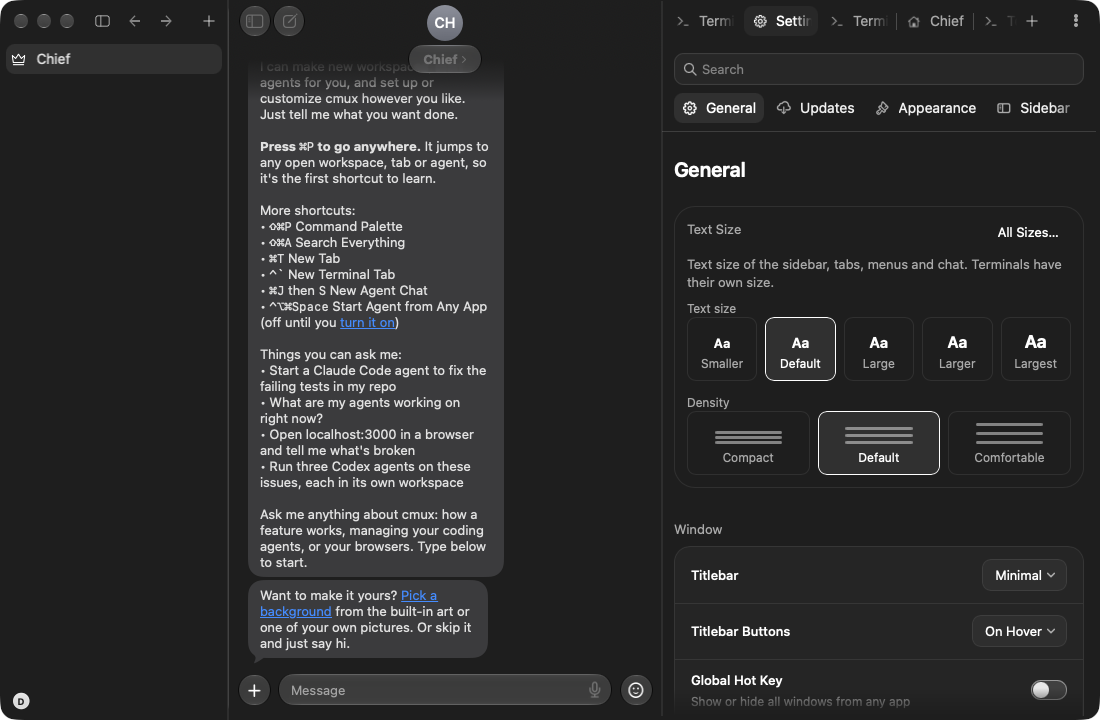 Chief
D
CH
Chief ›
I can make new workspac
agents for you, and set up or
customize cmux however you like.
Just tell me what you want done.
Press ⌘P to go anywhere. It jumps to
any open workspace, tab or agent, so
it's the first shortcut to learn.
More shortcuts:
• ⇧⌘P Command Palette
• ⇧⌘A Search Everything
• ⌘T New Tab
• ^` New Terminal Tab
• ⌘J then S New Agent Chat
• ^⌥⌘Space Start Agent from Any App
(off until you turn it on)
Things you can ask me:
• Start a Claude Code agent to fix the
failing tests in my repo
• What are my agents working on
right now?
• Open localhost:3000 in a browser
and tell me what's broken
• Run three Codex agents on these
issues, each in its own workspace
Ask me anything about cmux: how a
feature works, managing your coding
agents, or your browsers. Type below
to start.
Want to make it yours? Pick a
background from the built-in art or
one of your own pictures. Or skip it
and just say hi.
Message
Term Settin Termi Chief T
Search
General Updates Appearance Sidebar
General
Text Size All Sizes...
Text size of the sidebar, tabs, menus and chat. Terminals have
their own size.
Text size
Aa Aa Aa Aa Aa
Smaller Default Large Larger Largest
Density
Compact Default Comfortable
Window
Titlebar Minimal
Titlebar Buttons On Hover
Global Hot Key
Show or hide all windows from any app